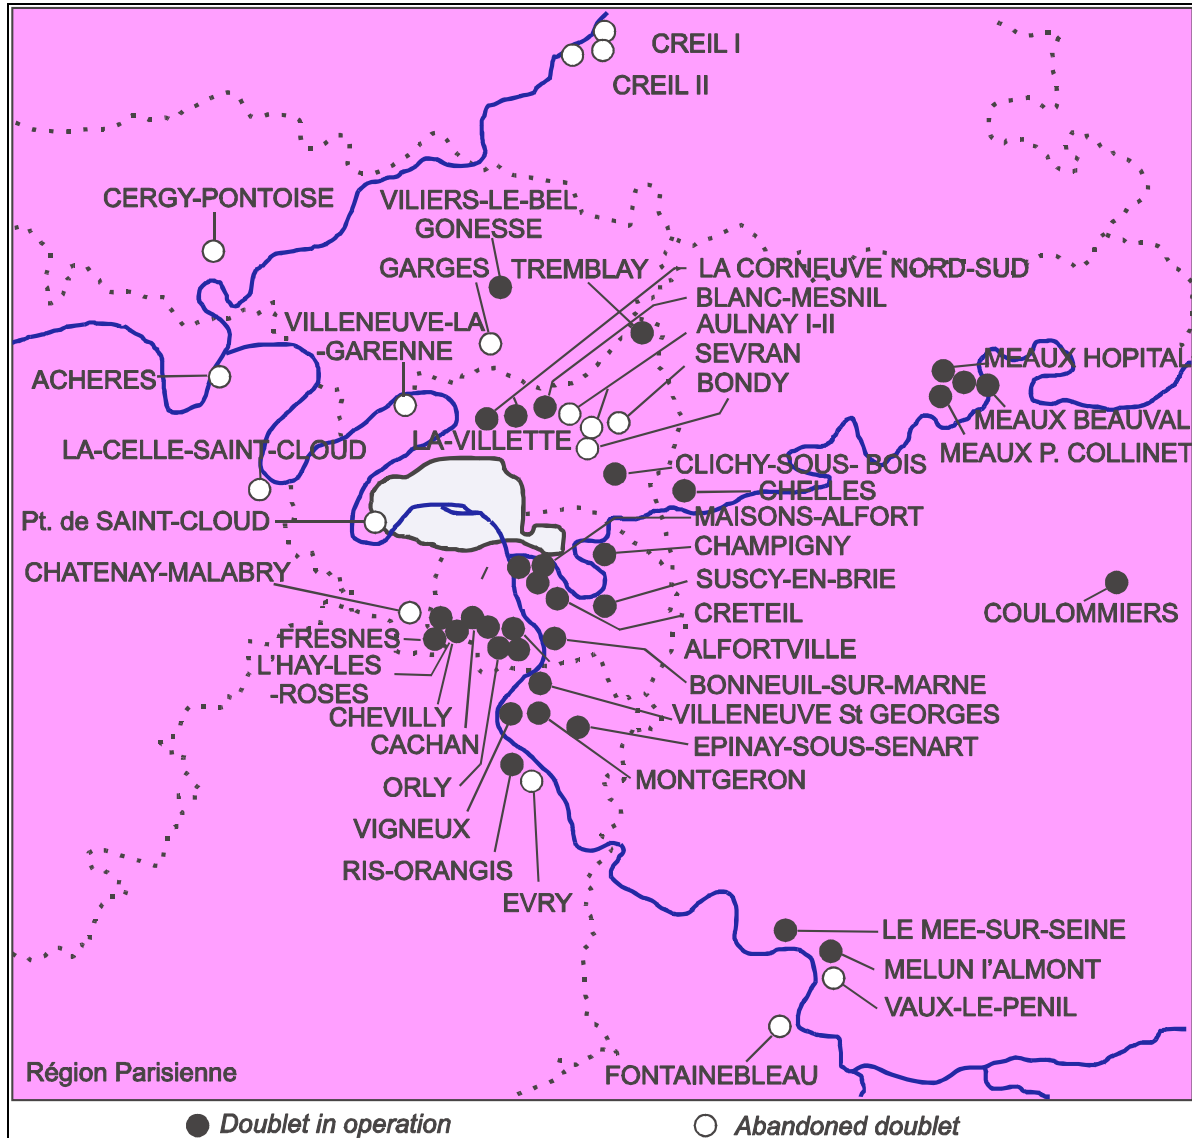 CREIL I
CREIL II
CERGY-PONTOISE
VILIERS-LE-BEL
GONESSE
GARGES
TREMBLAY
LA CORNEUVE NORD-SUD
BLANC-MESNIL
AULNAY I-II
SEVRAN
BONDY
VILLENEUVE-LA
-GARENNE
ACHERES
MEAUX HOPITAL
MEAUX BEAUVAL
MEAUX P. COLLINET
LA-VILLETTE
LA-CELLE-SAINT-CLOUD
CLICHY-SOUS- BOIS
CHELLES
Pt. de SAINT-CLOUD
MAISONS-ALFORT
CHAMPIGNY
CHATENAY-MALABRY
SUSCY-EN-BRIE
CRETEIL
COULOMMIERS
FRESNES
ALFORTVILLE
L'HAY-LES
-ROSES
BONNEUIL-SUR-MARNE
CHEVILLY
VILLENEUVE St GEORGES
CACHAN
EPINAY-SOUS-SENART
ORLY
MONTGERON
VIGNEUX
RIS-ORANGIS
EVRY
LE MEE-SUR-SEINE
MELUN l'ALMONT
VAUX-LE-PENIL
FONTAINEBLEAU
Région Parisienne
Doublet in operation
Abandoned doublet